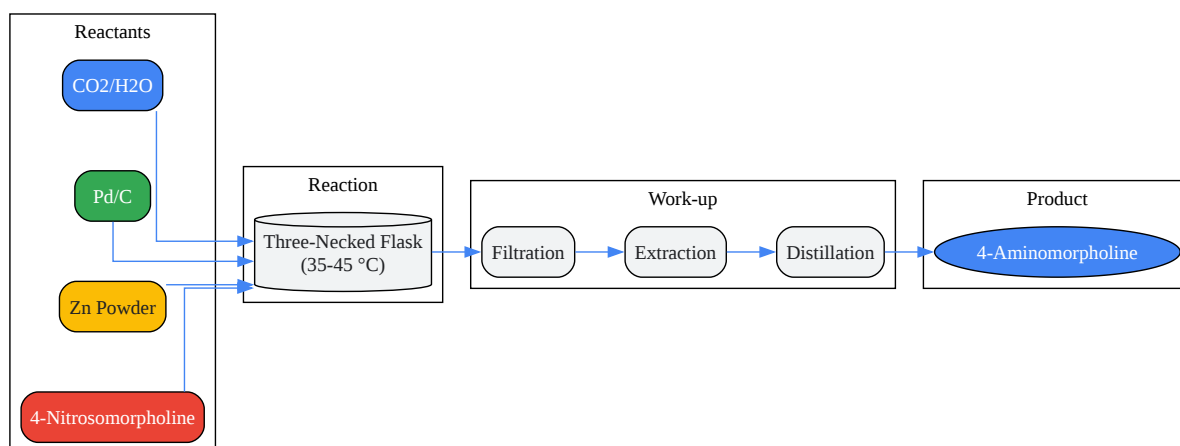 Reactants
CO2/H2O
Pd/C
Zn Powder
4-Nitrosomorpholine
Reaction
Three-Necked Flask
(35-45 °C)
Work-up
Filtration
Extraction
Distillation
Product
4-Aminomorpholine